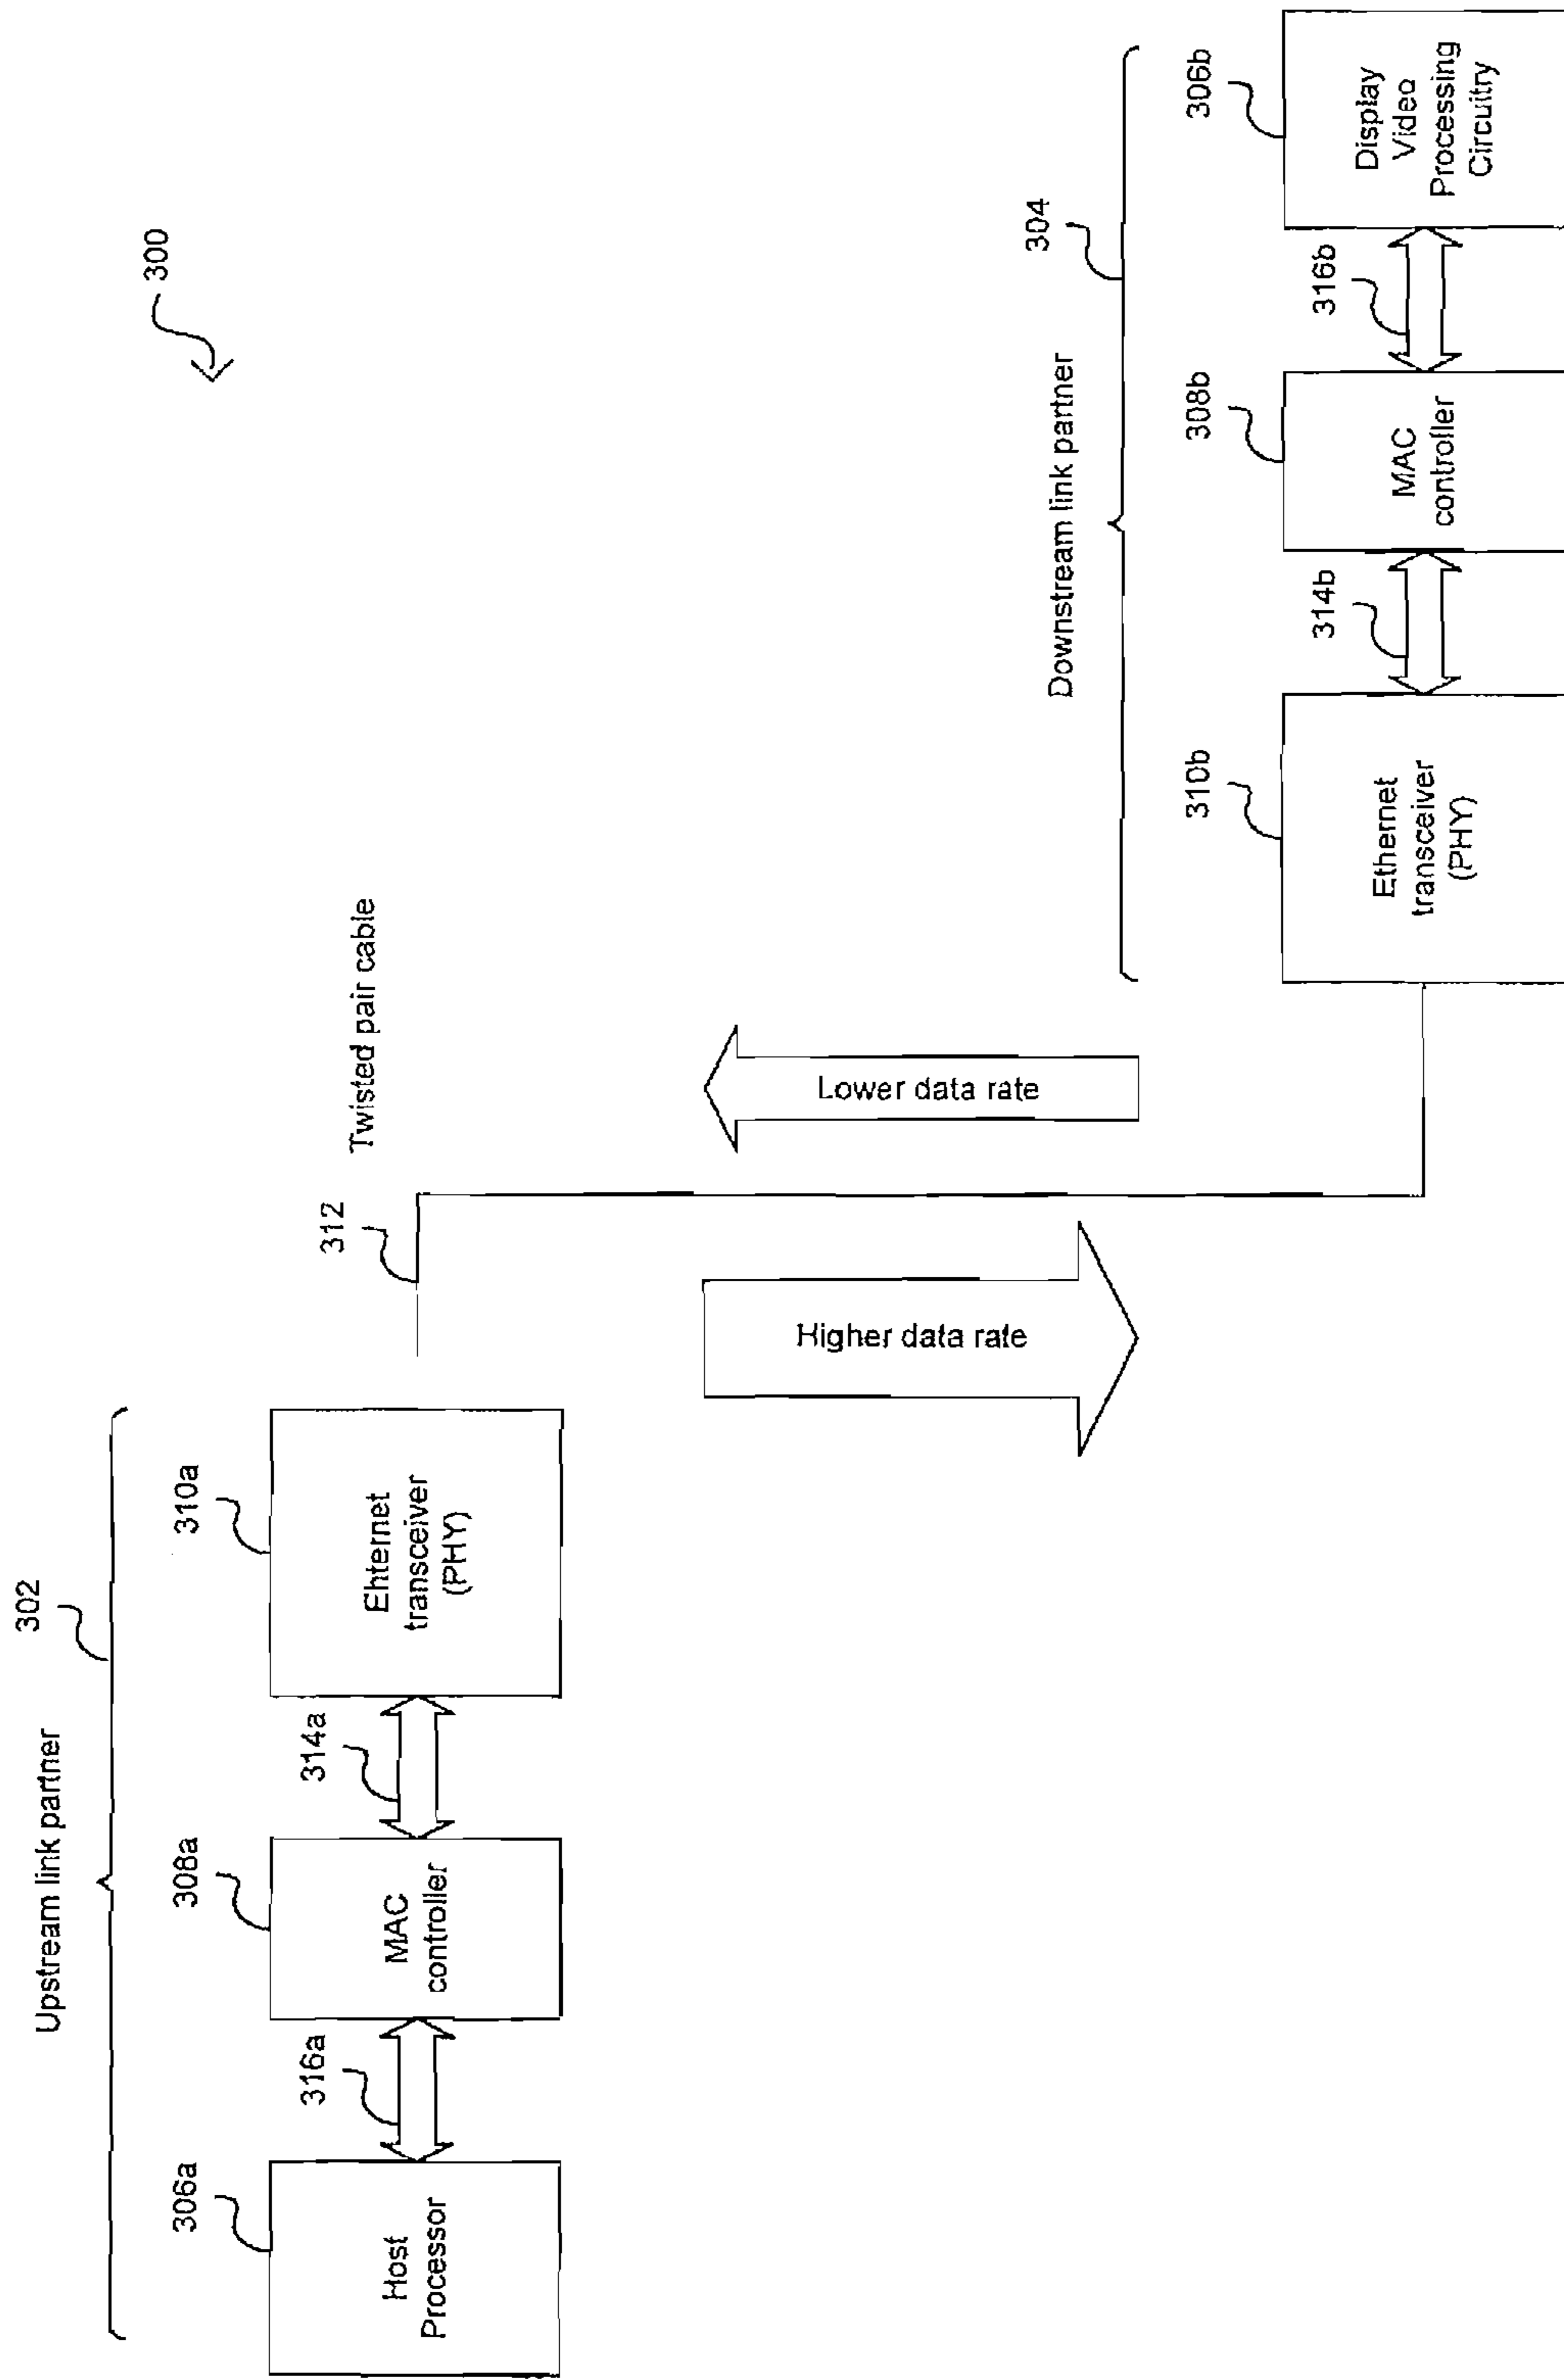 300
302
Upstream link partner
306a
316a
308a
314a
310a
Host
Processor
MAC
controller
Ehternet
transceiver
(PHY)
312
Twisted pair cable
Higher data rate
Lower data rate
304
Downstream link partner
310b
314b
308b
316b
306b
Ethernet
transceiver
(PHY)
MAC
controller
Display
Video
Processing
Circuitry